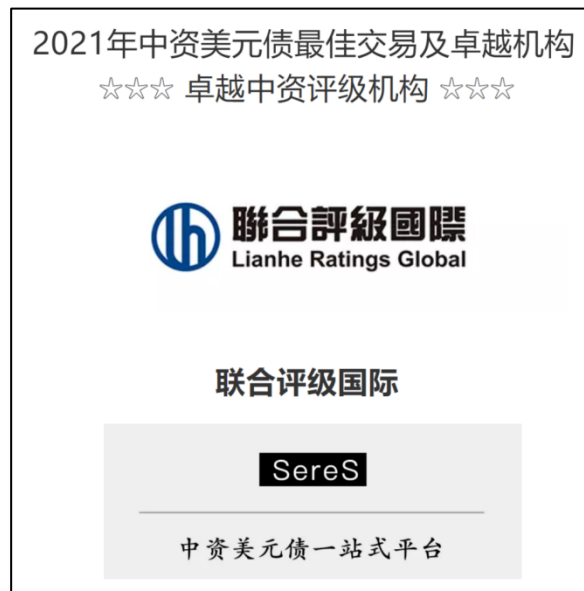 2021年中资美元债最佳交易及卓越机构
☆☆☆ 卓越中资评级机构 ☆☆☆
聯合評級國際
Lianhe Ratings Global
联合评级国际
SereS
中资美元债一站式平台